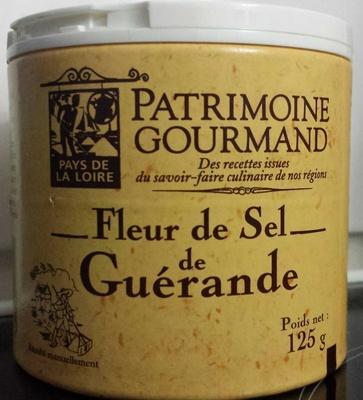 PATRIMOINE
GOURMAND
PAYS DE
LA LOIRE
Des recettes issues
du savoir-faire culinaire de nos régions
Fleur de Sel
de
Guérande
Poids net :
125 g
manuellement